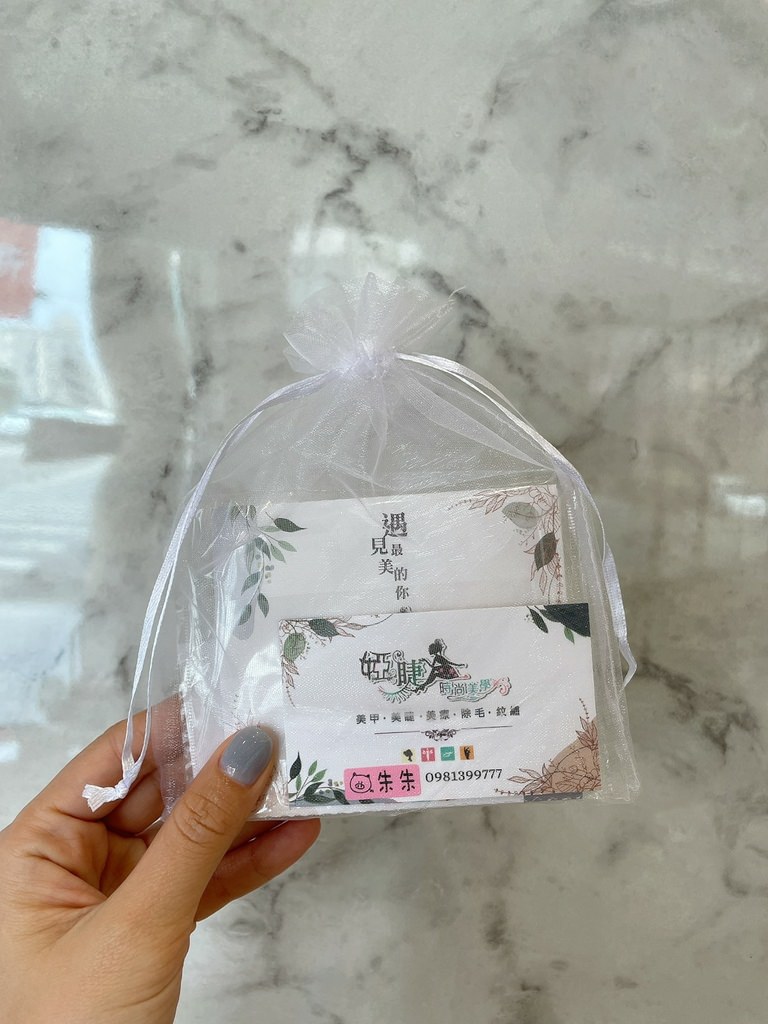 遇見最美的你
啞睫
時尚美學
美甲・美睫・美療・除毛・紋繡
朱朱
0981399777